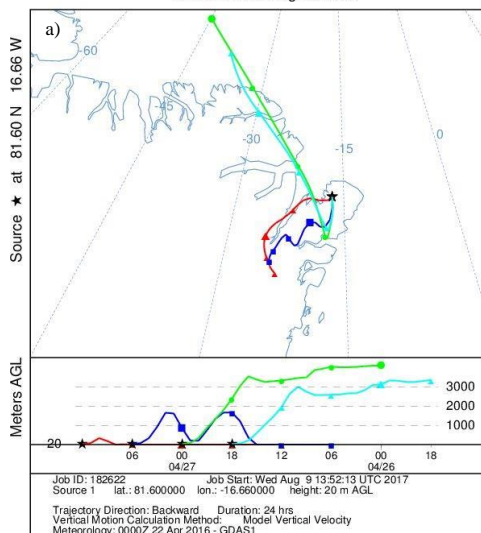 a)
Source ★ at 81.60 N 16.66 W
-60
-45
-30
-15
0
Meters AGL
3000
2000
1000
20
06 00 18 12 06 00 18
04/27 04/26
Job ID: 182622 Job Start: Wed Aug 9 13:52:13 UTC 2017
Source 1 lat.: 81.600000 lon.: -16.660000 height: 20 m AGL
Trajectory Direction: Backward Duration: 24 hrs
Vertical Motion Calculation Method: Model Vertical Velocity
Meteorology: 0000Z 22 Apr 2016 - GDAS1